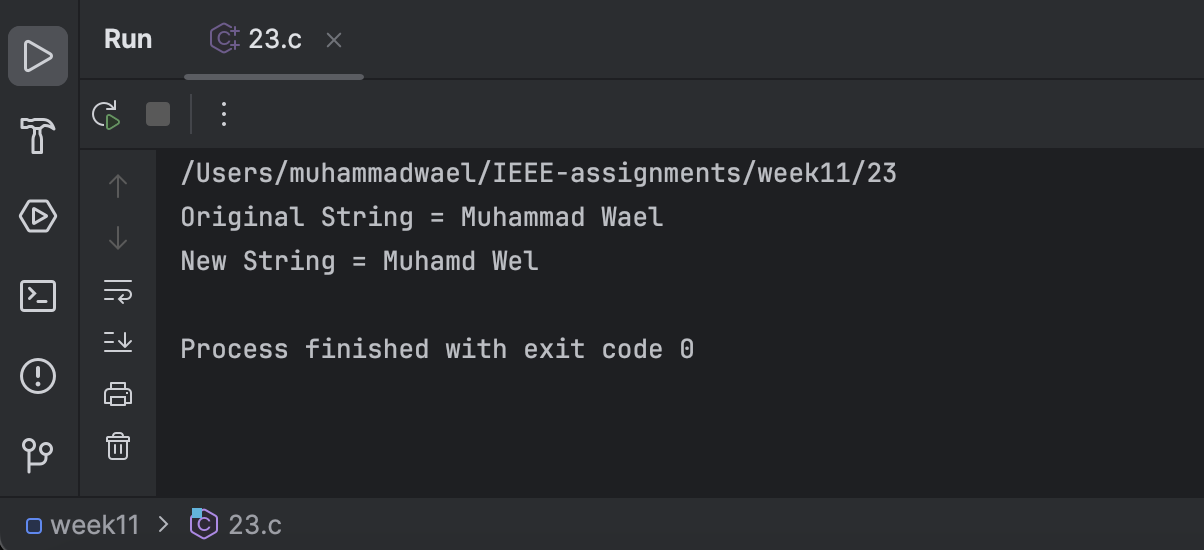 Run 23.c
/Users/muhammadwael/IEEE-assignments/week11/23
Original String = Muhammad Wael
New String = Muhamd Wel
Process finished with exit code 0
week11 > 23.c